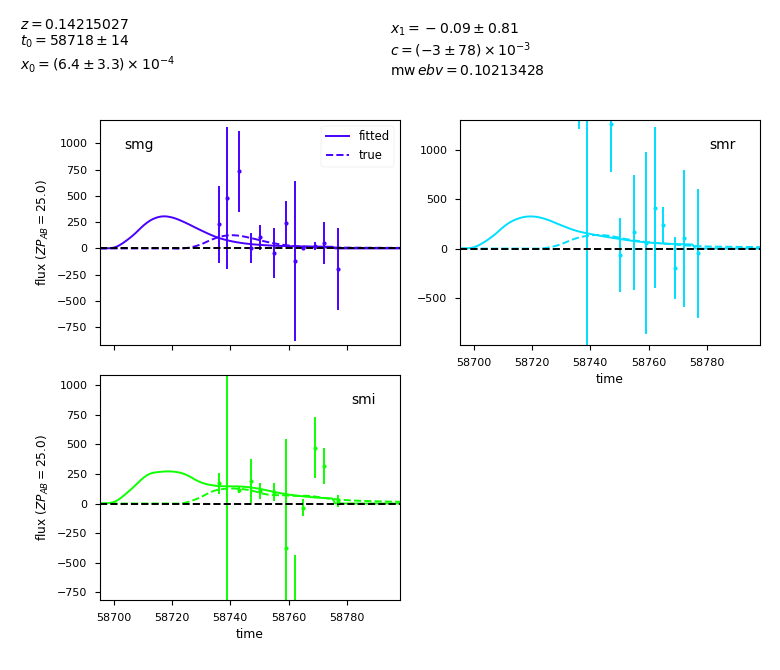 z = 0.14215027
t₀ = 58718 ± 14
x₀ = (6.4 ± 3.3) × 10⁻⁴
x₁ = −0.09 ± 0.81
c = (−3 ± 78) × 10⁻³
mw ebv = 0.10213428
smg
fitted
true
1000
750
500
250
0
−250
−500
−750
flux (ZP_AB = 25.0)
smr
1000
500
0
−500
58700 58720 58740 58760 58780
time
smi
1000
750
500
250
0
−250
−500
−750
flux (ZP_AB = 25.0)
58700 58720 58740 58760 58780
time